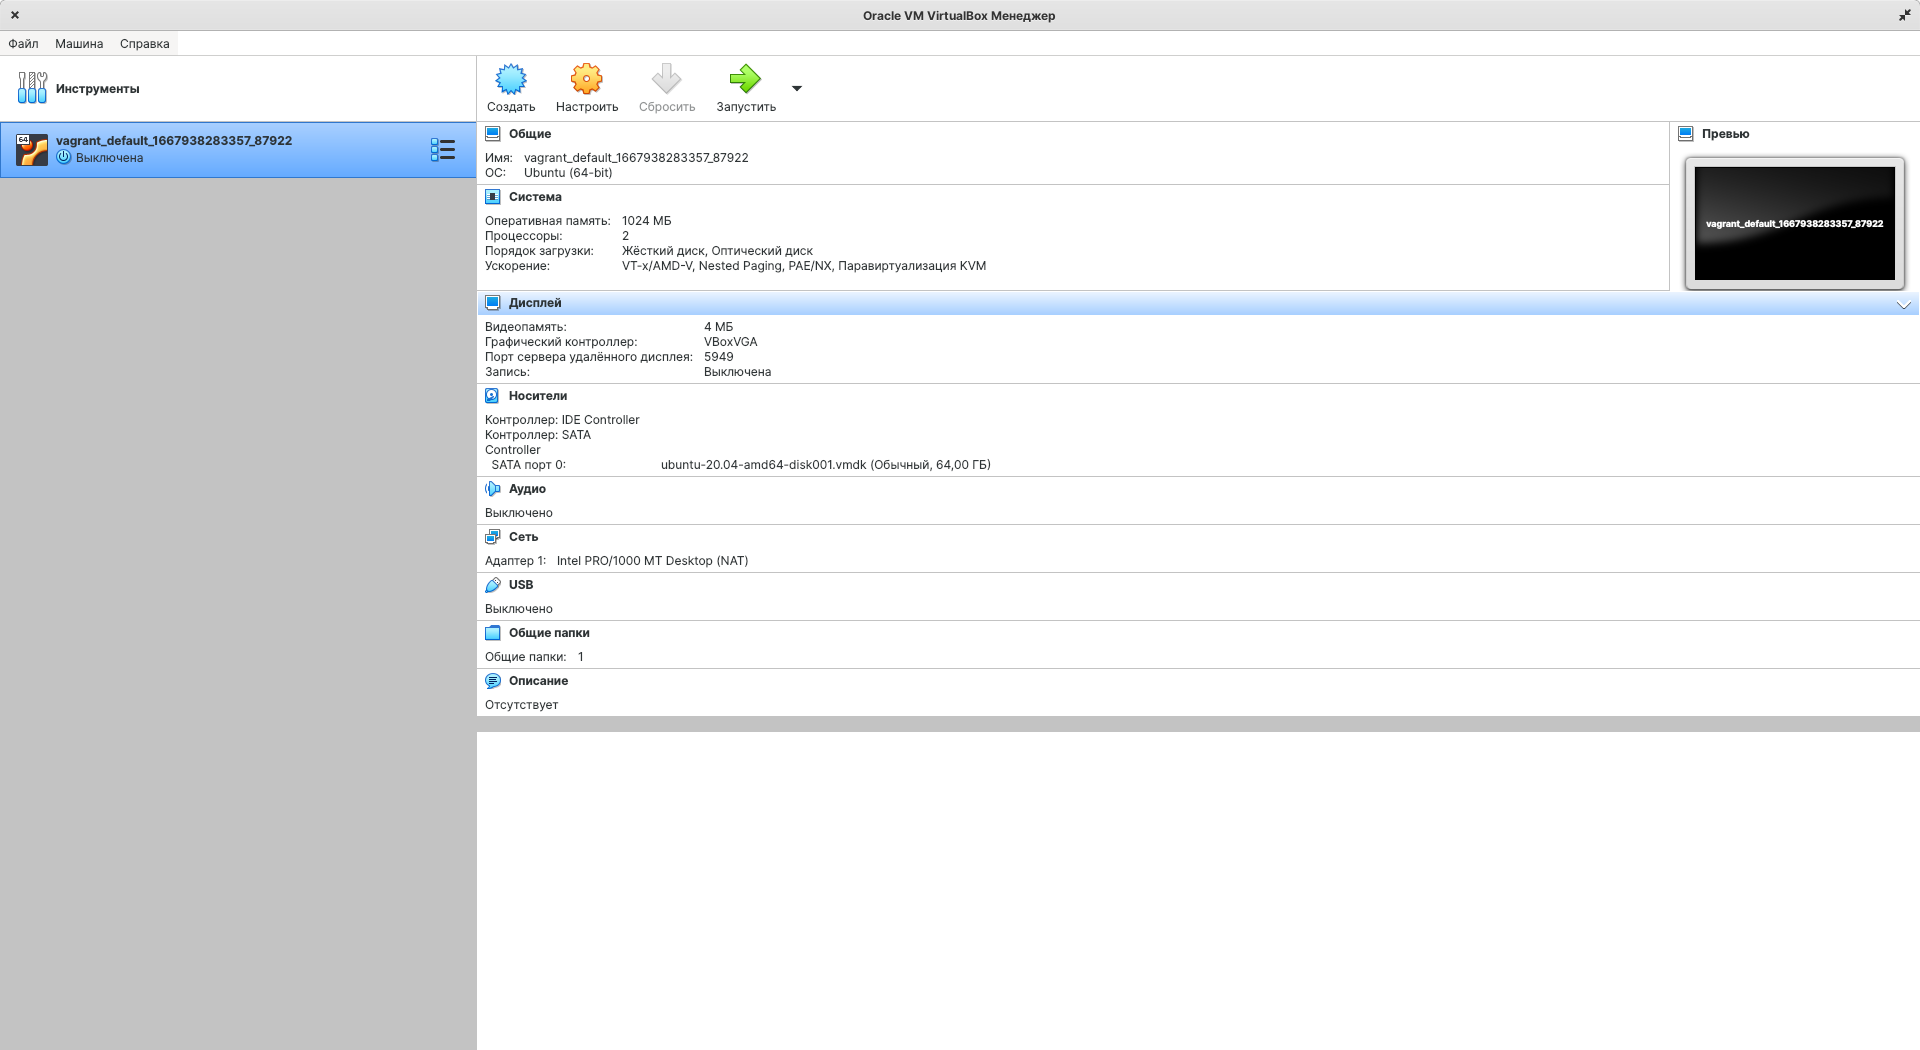 Oracle VM VirtualBox Менеджер
Файл Машина Справка
Инструменты
Создать Настроить Сбросить Запустить
64
vagrant_default_1667938283357_87922
Выключена
Общие
Имя: vagrant_default_1667938283357_87922
ОС: Ubuntu (64-bit)
Система
Оперативная память: 1024 МБ
Процессоры: 2
Порядок загрузки: Жёсткий диск, Оптический диск
Ускорение: VT-x/AMD-V, Nested Paging, PAE/NX, Паравиртуализация KVM
Превью
vagrant_default_1667938283357_87922
Дисплей
Видеопамять: 4 МБ
Графический контроллер: VBoxVGA
Порт сервера удалённого дисплея: 5949
Запись: Выключена
Носители
Контроллер: IDE Controller
Контроллер: SATA
Controller
SATA порт 0: ubuntu-20.04-amd64-disk001.vmdk (Обычный, 64,00 ГБ)
Аудио
Выключено
Сеть
Адаптер 1: Intel PRO/1000 MT Desktop (NAT)
USB
Выключено
Общие папки
Общие папки: 1
Описание
Отсутствует